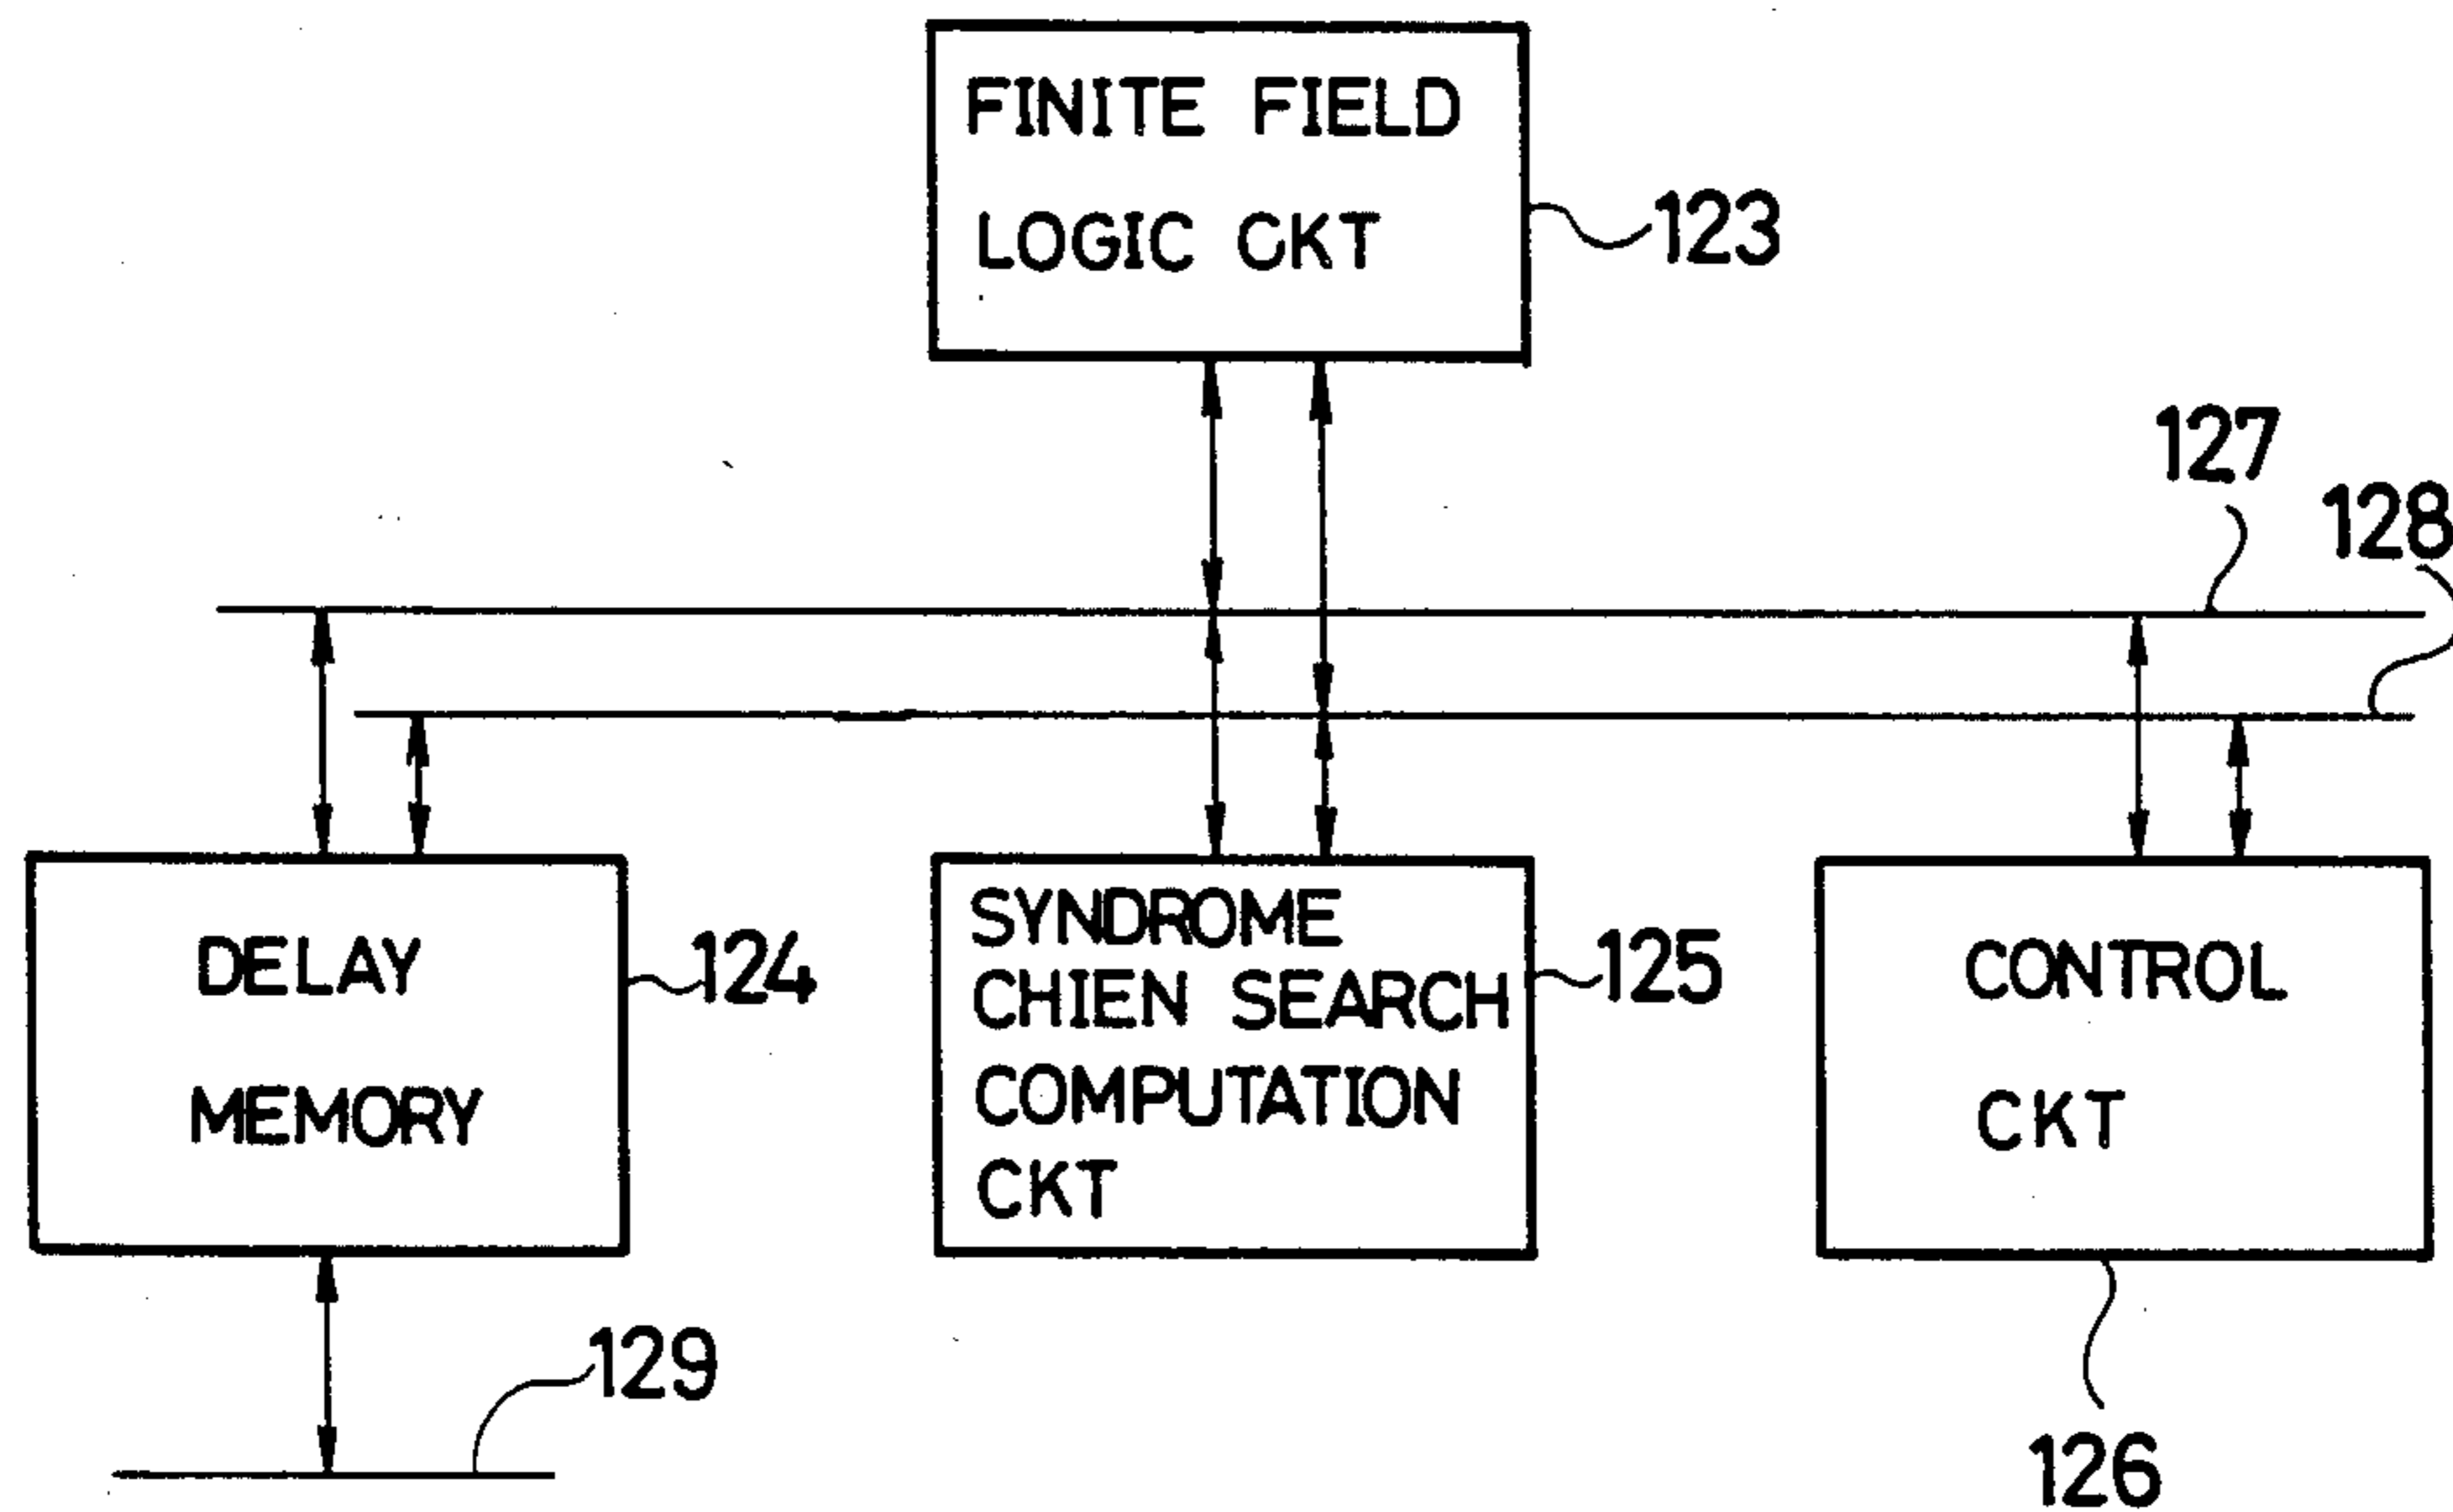 FINITE FIELD
LOGIC CKT
123
127
128
DELAY
MEMORY
124
SYNDROME
CHIEN SEARCH
COMPUTATION
CKT
125
CONTROL
CKT
126
129